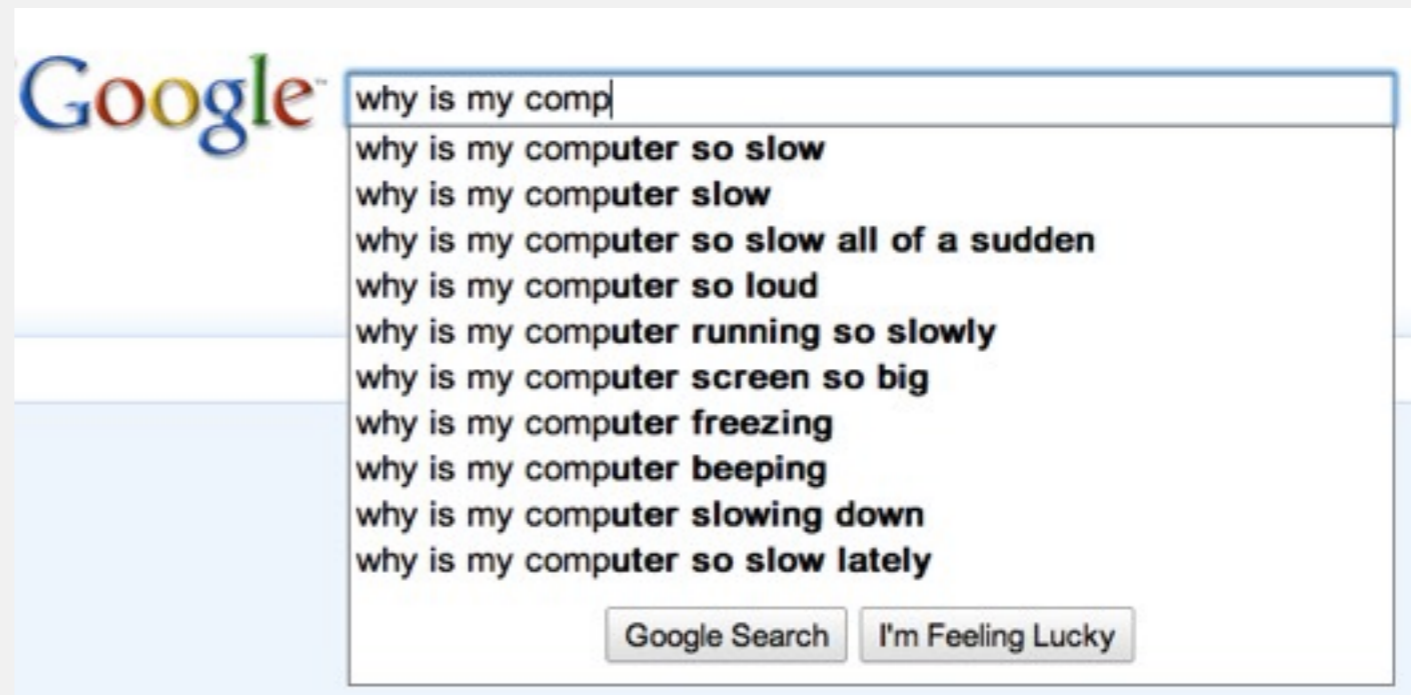 Google™
why is my comp
why is my computer so slow
why is my computer slow
why is my computer so slow all of a sudden
why is my computer so loud
why is my computer running so slowly
why is my computer screen so big
why is my computer freezing
why is my computer beeping
why is my computer slowing down
why is my computer so slow lately
Google Search I'm Feeling Lucky